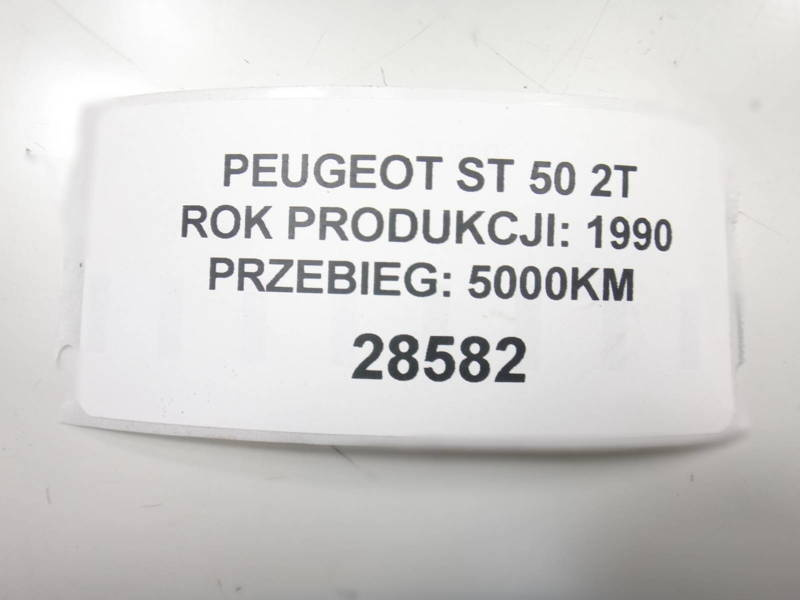 PEUGEOT ST 50 2T
ROK PRODUKCJI: 1990
PRZEBIEG: 5000KM
28582